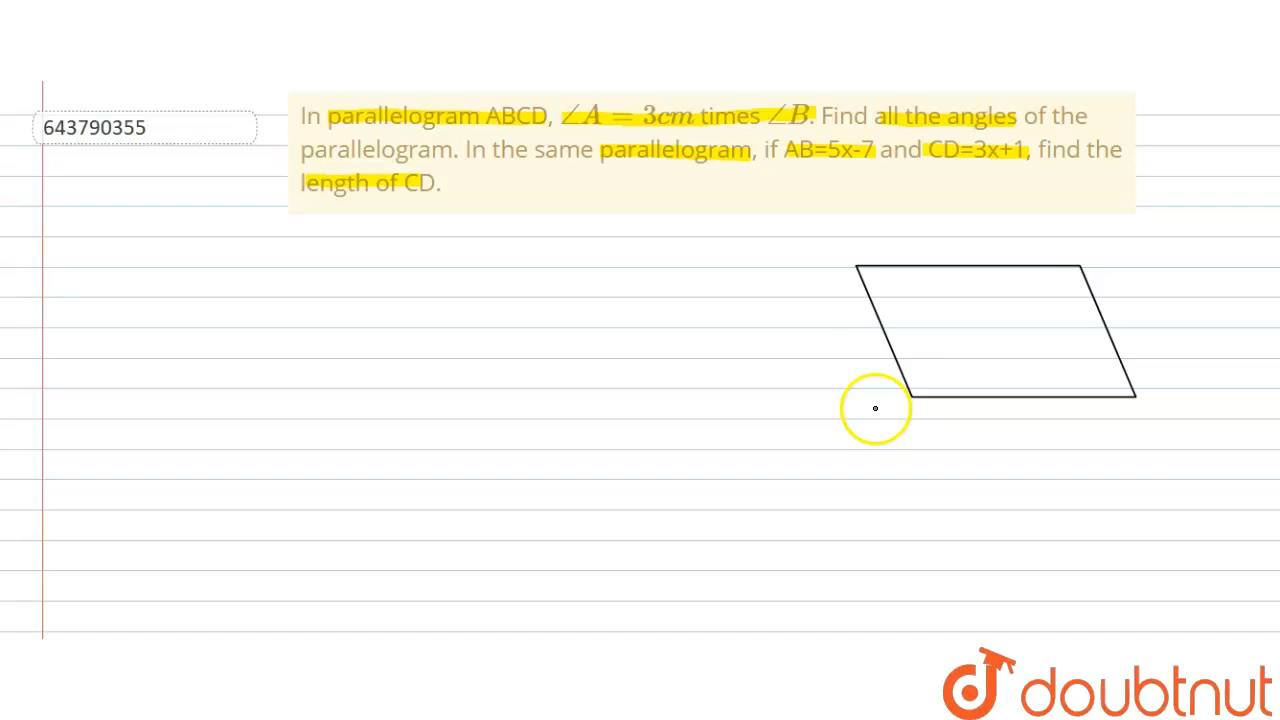 643790355
In parallelogram ABCD, ∠A = 3cm times ∠B. Find all the angles of the
parallelogram. In the same parallelogram, if AB=5x-7 and CD=3x+1, find the
length of CD.
doubtnut